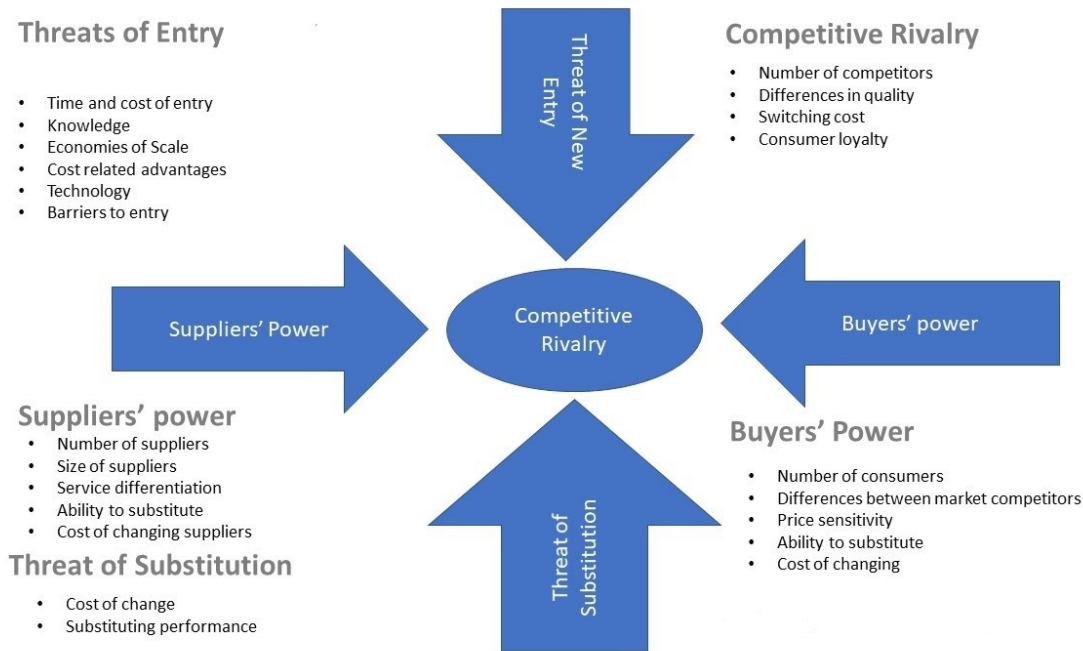 Threats of Entry
• Time and cost of entry
• Knowledge
• Economies of Scale
• Cost related advantages
• Technology
• Barriers to entry
Threat of New
Entry
Competitive Rivalry
• Number of competitors
• Differences in quality
• Switching cost
• Consumer loyalty
Suppliers’ Power
Competitive
Rivalry
Buyers’ power
Suppliers’ power
• Number of suppliers
• Size of suppliers
• Service differentiation
• Ability to substitute
• Cost of changing suppliers
Threat of Substitution
• Cost of change
• Substituting performance
Threat of
Substitution
Buyers’ Power
• Number of consumers
• Differences between market competitors
• Price sensitivity
• Ability to substitute
• Cost of changing